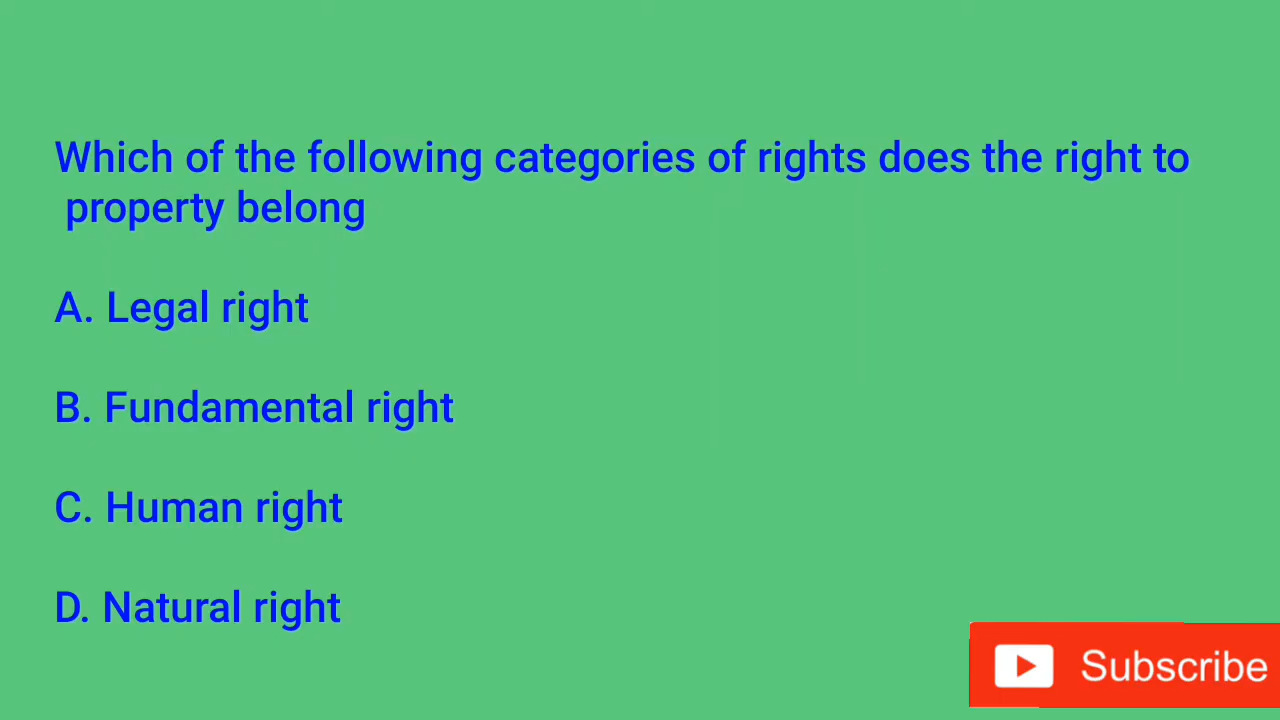 Which of the following categories of rights does the right to
property belong
A. Legal right
B. Fundamental right
C. Human right
D. Natural right
Subscribe